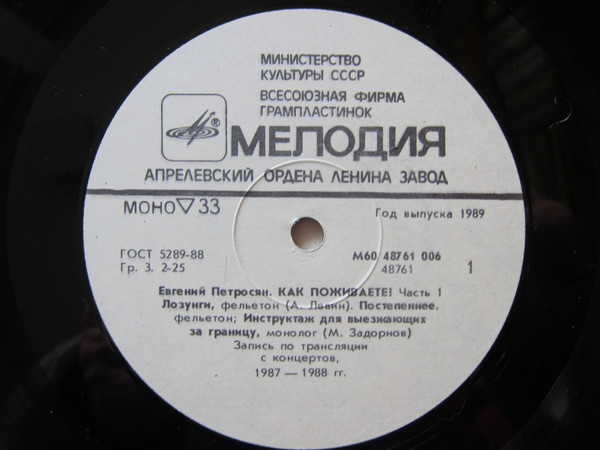 МИНИСТЕРСТВО
КУЛЬТУРЫ СССР
ВСЕСОЮЗНАЯ ФИРМА
ГРАМПЛАСТИНОК
® МЕЛОДИЯ
АПРЕЛЕВСКИЙ ОРДЕНА ЛЕНИНА ЗАВОД
МОНО ▽ 33
Год выпуска 1989
ГОСТ 5289-88
Гр. 3. 2-25
М60 48761 006
48761
1
Евгений Петросян. КАК ПОЖИВАЕТЕ! Часть 1
Лозунги, фельетон (А. Левин). Постепеннее,
фельетон; Инструктаж для выезжающих
за границу, монолог (М. Задорнов)
Запись по трансляции
с концертов,
1987 — 1988 гг.